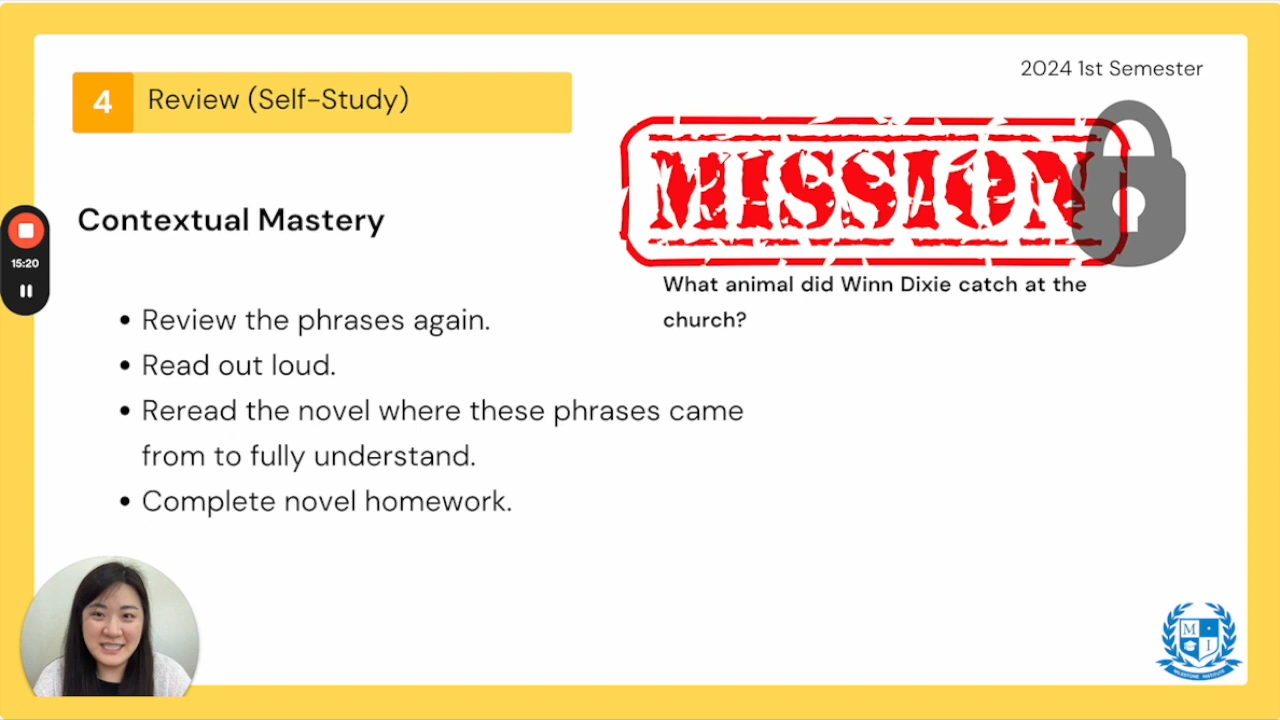 2024 1st Semester
4 Review (Self-Study)
MISSION
Contextual Mastery
15:20
What animal did Winn Dixie catch at the
church?
• Review the phrases again.
• Read out loud.
• Reread the novel where these phrases came
from to fully understand.
• Complete novel homework.
M I
MILESTONE INSTITUTE